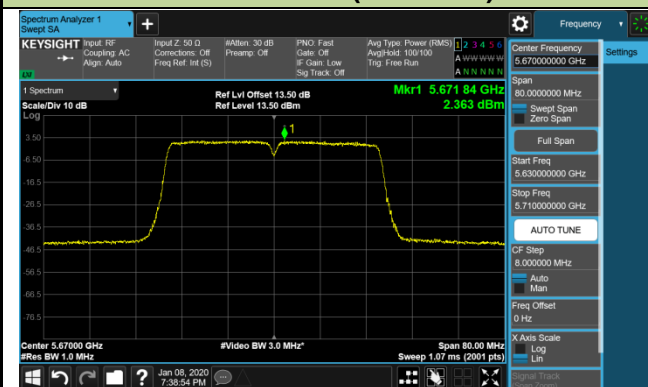 Spectrum Analyzer 1
Swept SA
Frequency
KEYSIGHT
Input: RF
Coupling: AC
Align: Auto
Input Z: 50 Ω
Corrections: Off
Freq Ref: Int (S)
#Atten: 30 dB
Preamp: Off
PNO: Fast
Gate: Off
IF Gain: Low
Sig Track: Off
Avg Type: Power (RMS)
Avg|Hold: 100/100
Trig: Free Run
1 2 3 4 5 6
A W W W W W
A N N N N N
Settings
Center Frequency
5.670000000 GHz
Span
80.0000000 MHz
Swept Span
Zero Span
Full Span
Start Freq
5.630000000 GHz
Stop Freq
5.710000000 GHz
AUTO TUNE
CF Step
8.000000 MHz
Auto
Man
Freq Offset
0 Hz
X Axis Scale
Log
Lin
Signal Track
1 Spectrum
Scale/Div 10 dB
Log
Ref Lvl Offset 13.50 dB
Ref Level 13.50 dBm
Mkr1 5.671 84 GHz
2.363 dBm
1
3.50
-6.50
-16.5
-26.5
-36.5
-46.5
-56.5
-66.5
-76.5
Center 5.67000 GHz
#Res BW 1.0 MHz
#Video BW 3.0 MHz*
Span 80.00 MHz
Sweep 1.07 ms (2001 pts)
Jan 08, 2020
7:38:54 PM